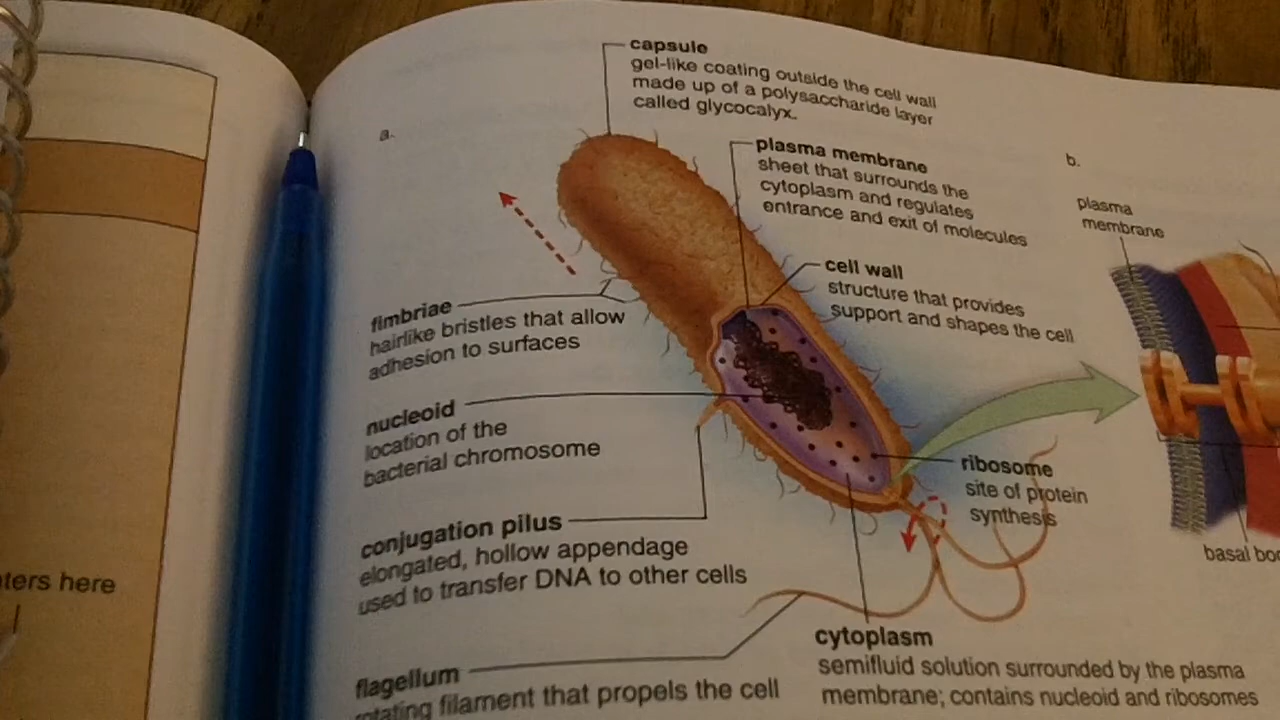 capsule
gel-like coating outside the cell wall
made up of a polysaccharide layer
called glycocalyx.
a.
plasma membrane
sheet that surrounds the
cytoplasm and regulates
entrance and exit of molecules
b.
plasma
membrane
cell wall
structure that provides
support and shapes the cell
fimbriae
hairlike bristles that allow
adhesion to surfaces
nucleoid
location of the
bacterial chromosome
ribosome
site of protein
synthesis
conjugation pilus
elongated, hollow appendage
used to transfer DNA to other cells
basal
ters here
cytoplasm
semifluid solution surrounded by the plasma
membrane; contains nucleoid and ribosomes
flagellum
rotating filament that propels the cell